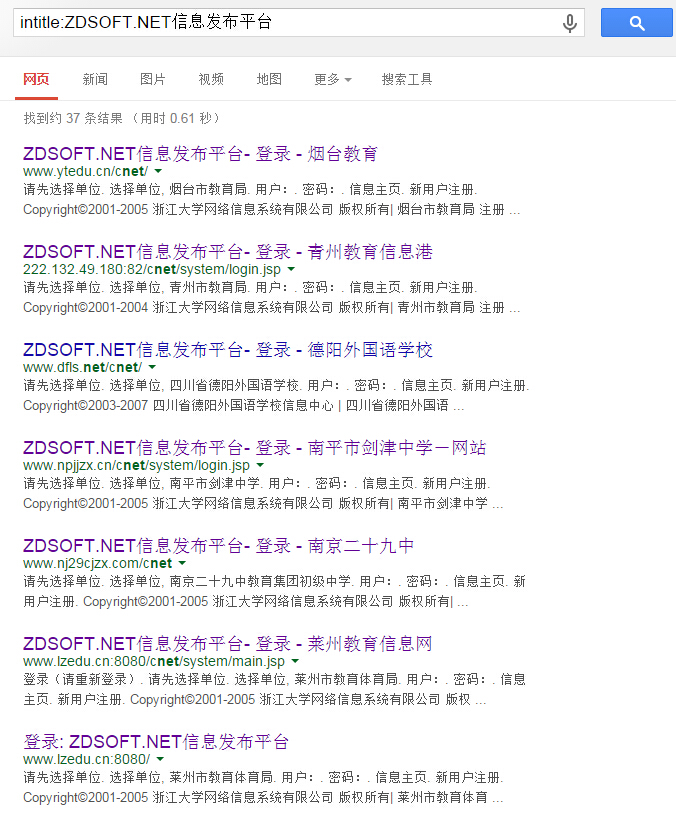 intitle:ZDSOFT.NET信息发布平台
网页 新闻 图片 视频 地图 更多 搜索工具
找到约 37 条结果 （用时 0.61 秒）
ZDSOFT.NET信息发布平台- 登录 - 烟台教育
www.ytedu.cn/cnet/
请先选择单位. 选择单位, 烟台市教育局. 用户：. 密码：. 信息主页. 新用户注册.
Copyright©2001-2005 浙江大学网络信息系统有限公司 版权所有| 烟台市教育局 注册 ...
ZDSOFT.NET信息发布平台- 登录 - 青州教育信息港
222.132.49.180:82/cnet/system/login.jsp
请先选择单位. 选择单位, 青州市教育局. 用户：. 密码：. 信息主页. 新用户注册.
Copyright©2001-2004 浙江大学网络信息系统有限公司 版权所有| 青州市教育局 注册 ...
ZDSOFT.NET信息发布平台- 登录 - 德阳外国语学校
www.dfls.net/cnet/
请先选择单位. 选择单位, 四川省德阳外国语学校. 用户：. 密码：. 信息主页. 新用户注册.
Copyright©2003-2007 四川省德阳外国语学校信息中心 | 四川省德阳外国语 ...
ZDSOFT.NET信息发布平台- 登录 - 南平市剑津中学－网站
www.npjjzx.cn/cnet/system/login.jsp
请先选择单位. 选择单位, 南平市剑津中学. 用户：. 密码：. 信息主页. 新用户注册.
Copyright©2001-2005 浙江大学网络信息系统有限公司 版权所有| 南平市剑津中学 ...
ZDSOFT.NET信息发布平台- 登录 - 南京二十九中
www.nj29cjzx.com/cnet
请先选择单位. 选择单位, 南京二十九中教育集团初级中学. 用户：. 密码：. 信息主页. 新
用户注册. Copyright©2001-2005 浙江大学网络信息系统有限公司 版权所有| ...
ZDSOFT.NET信息发布平台- 登录 - 莱州教育信息网
www.lzedu.cn:8080/cnet/system/main.jsp
登录（请重新登录）. 请先选择单位. 选择单位, 莱州市教育体育局. 用户：. 密码：. 信息
主页. 新用户注册. Copyright©2001-2005 浙江大学网络信息系统有限公司 版权 ...
登录: ZDSOFT.NET信息发布平台
www.lzedu.cn:8080/
请先选择单位. 选择单位, 莱州市教育体育局. 用户：. 密码：. 信息主页. 新用户注册.
Copyright©2001-2005 浙江大学网络信息系统有限公司 版权所有| 莱州市教育体育 ...